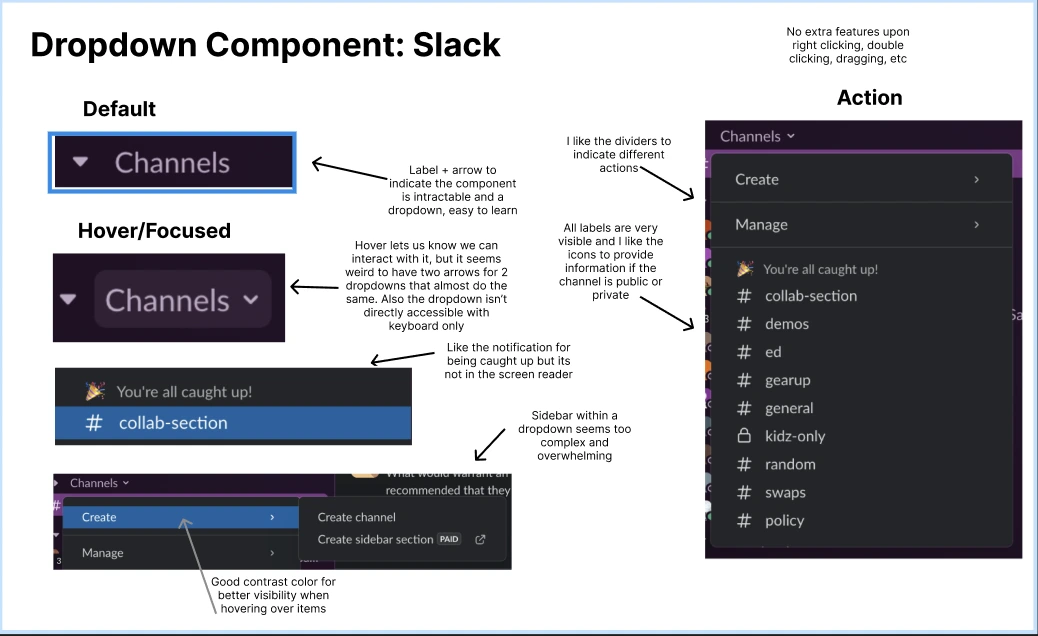 Dropdown Component: Slack
No extra features upon
right clicking, double
clicking, dragging, etc
Default
Channels
Label + arrow to
indicate the component
is intractable and a
dropdown, easy to learn
Hover/Focused
Channels
Hover lets us know we can
interact with it, but it seems
weird to have two arrows for 2
dropdowns that almost do the
same. Also the dropdown isn't
directly accessible with
keyboard only
You're all caught up!
# collab-section
Like the notification for
being caught up but its
not in the screen reader
Sidebar within a
dropdown seems too
complex and
overwhelming
Channels
What would warrant an
recommended that they
Create
Manage
3
Create channel
Create sidebar section PAID
Good contrast color for
better visibility when
hovering over items
I like the dividers to
indicate different
actions
All labels are very
visible and I like the
icons to provide
information if the
channel is public or
private
Action
Channels
Create
Manage
You're all caught up!
# collab-section
# demos
# ed
# gearup
# general
kidz-only
# random
# swaps
# policy
3
Sa